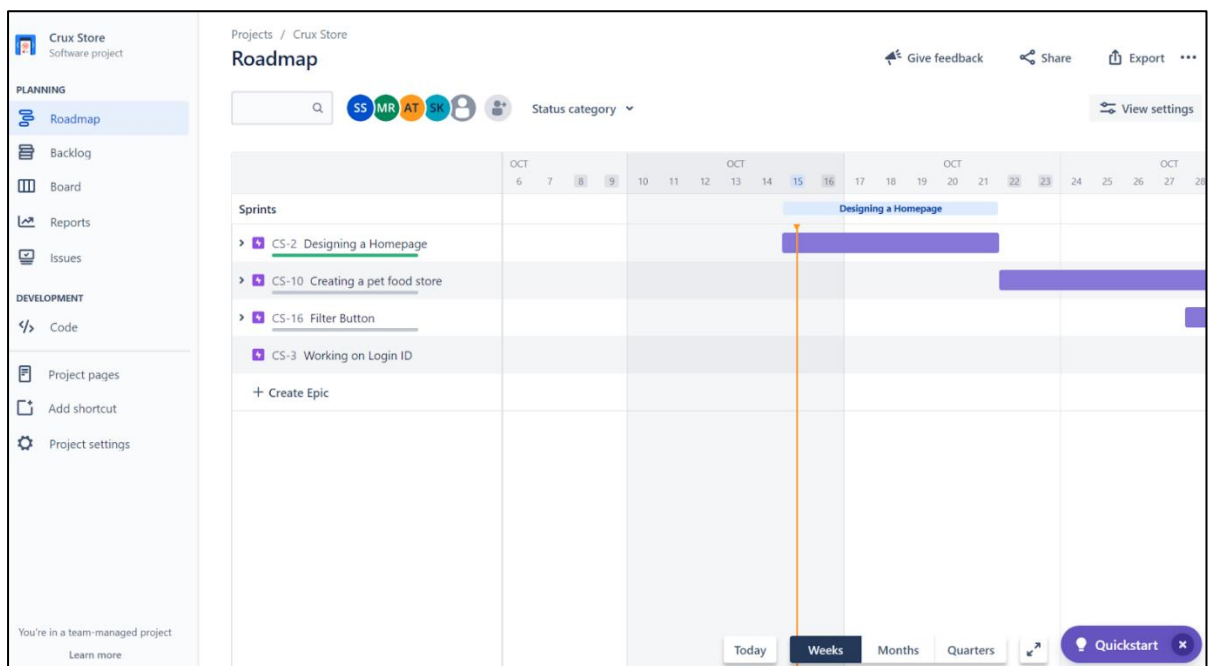 Crux Store
Software project
PLANNING
Roadmap
Backlog
Board
Reports
Issues
DEVELOPMENT
Code
Project pages
Add shortcut
Project settings
You're in a team-managed project
Learn more
Projects / Crux Store
Roadmap
Give feedback Share Export
SS MR AT SK Status category View settings
OCT OCT OCT OCT
6 7 8 9 10 11 12 13 14 15 16 17 18 19 20 21 22 23 24 25 26 27 28
Sprints Designing a Homepage
CS-2 Designing a Homepage
CS-10 Creating a pet food store
CS-16 Filter Button
CS-3 Working on Login ID
+ Create Epic
Today Weeks Months Quarters Quickstart